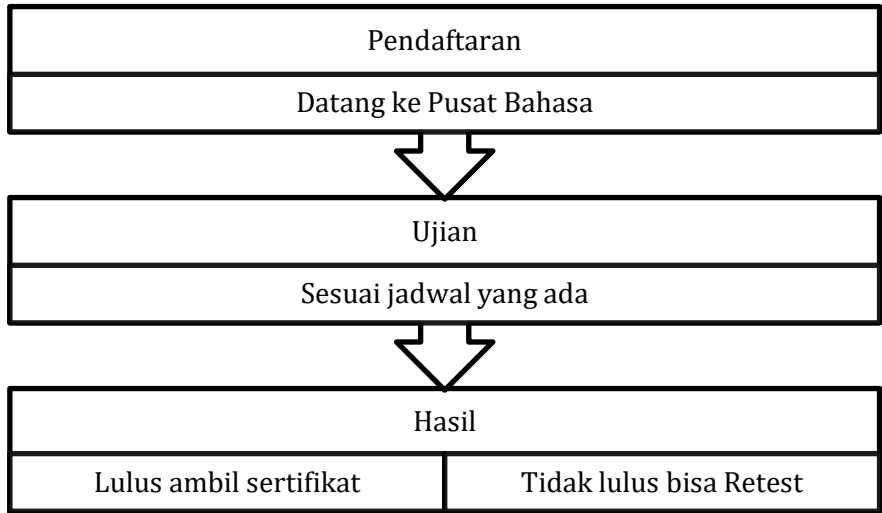 Pendaftaran
Datang ke Pusat Bahasa
Ujian
Sesuai jadwal yang ada
Hasil
Lulus ambil sertifikat
Tidak lulus bisa Retest